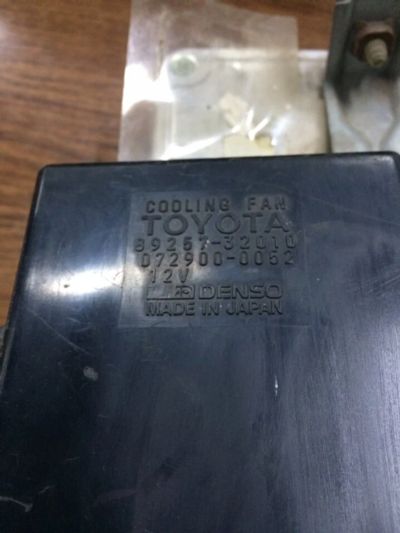 COOLING FAN
TOYOTA
89257-32010
072900-0052
12V
DENSO
MADE IN JAPAN